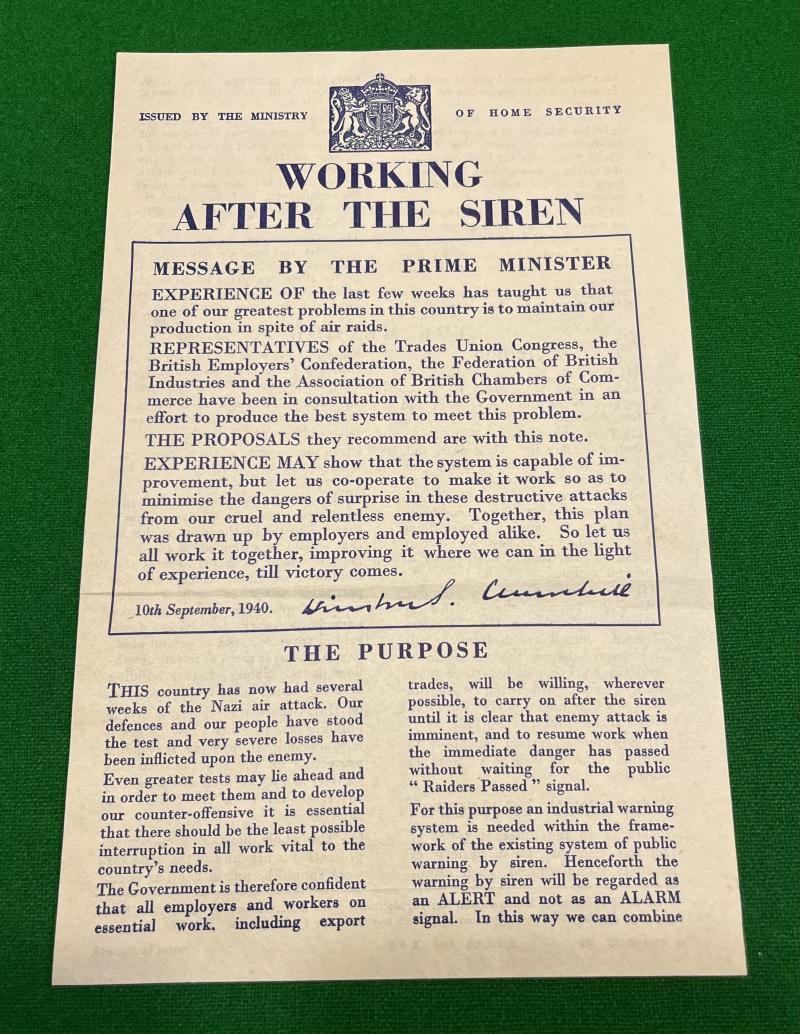 ISSUED BY THE MINISTRY OF HOME SECURITY
WORKING
AFTER THE SIREN
MESSAGE BY THE PRIME MINISTER
EXPERIENCE OF the last few weeks has taught us that
one of our greatest problems in this country is to maintain our
production in spite of air raids.
REPRESENTATIVES of the Trades Union Congress, the
British Employers' Confederation, the Federation of British
Industries and the Association of British Chambers of Com-
merce have been in consultation with the Government in an
effort to produce the best system to meet this problem.
THE PROPOSALS they recommend are with this note.
EXPERIENCE MAY show that the system is capable of im-
provement, but let us co-operate to make it work so as to
minimise the dangers of surprise in these destructive attacks
from our cruel and relentless enemy. Together, this plan
was drawn up by employers and employed alike. So let us
all work it together, improving it where we can in the light
of experience, till victory comes.
10th September, 1940. Winston S. Churchill
THE PURPOSE
THIS country has now had several
weeks of the Nazi air attack. Our
defences and our people have stood
the test and very severe losses have
been inflicted upon the enemy.
Even greater tests may lie ahead and
in order to meet them and to develop
our counter-offensive it is essential
that there should be the least possible
interruption in all work vital to the
country's needs.
The Government is therefore confident
that all employers and workers on
essential work, including export
trades, will be willing, wherever
possible, to carry on after the siren
until it is clear that enemy attack is
imminent, and to resume work when
the immediate danger has passed
without waiting for the public
" Raiders Passed " signal.
For this purpose an industrial warning
system is needed within the frame-
work of the existing system of public
warning by siren. Henceforth the
warning by siren will be regarded as
an ALERT and not as an ALARM
signal. In this way we can combine